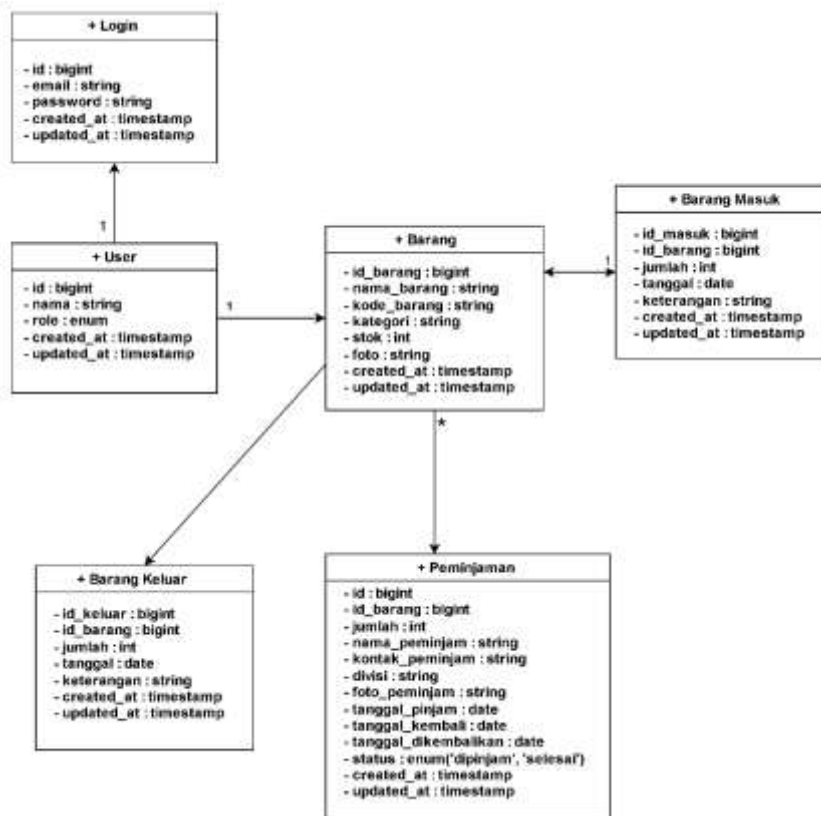 + Login
- id : bigint
- email : string
- password : string
- created_at : timestamp
- updated_at : timestamp
1
+ User
- id : bigint
- nama : string
- role : enum
- created_at : timestamp
- updated_at : timestamp
1
+ Barang
- id_barang : bigint
- nama_barang : string
- kode_barang : string
- kategori : string
- stok : int
- foto : string
- created_at : timestamp
- updated_at : timestamp
*
1
+ Barang Masuk
- id_masuk : bigint
- id_barang : bigint
- jumlah : int
- tanggal : date
- keterangan : string
- created_at : timestamp
- updated_at : timestamp
+ Barang Keluar
- id_keluar : bigint
- id_barang : bigint
- jumlah : int
- tanggal : date
- keterangan : string
- created_at : timestamp
- updated_at : timestamp
+ Peminjaman
- id : bigint
- id_barang : bigint
- jumlah : int
- nama_peminjam : string
- kontak_peminjam : string
- divisi : string
- foto_peminjam : string
- tanggal_pinjam : date
- tanggal_kembali : date
- tanggal_dikembalikan : date
- status : enum('dipinjam', 'selesai')
- created_at : timestamp
- updated_at : timestamp